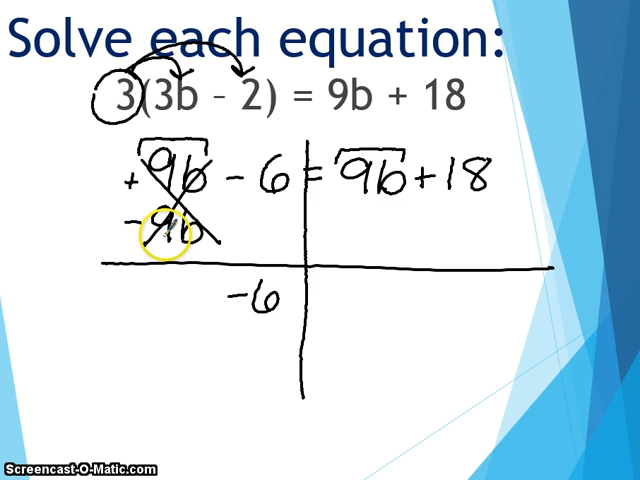 Solve each equation:
3(3b – 2) = 9b + 18
+ 9b - 6 = 9b + 18
- 9b
- 6
Screencast-O-Matic.com